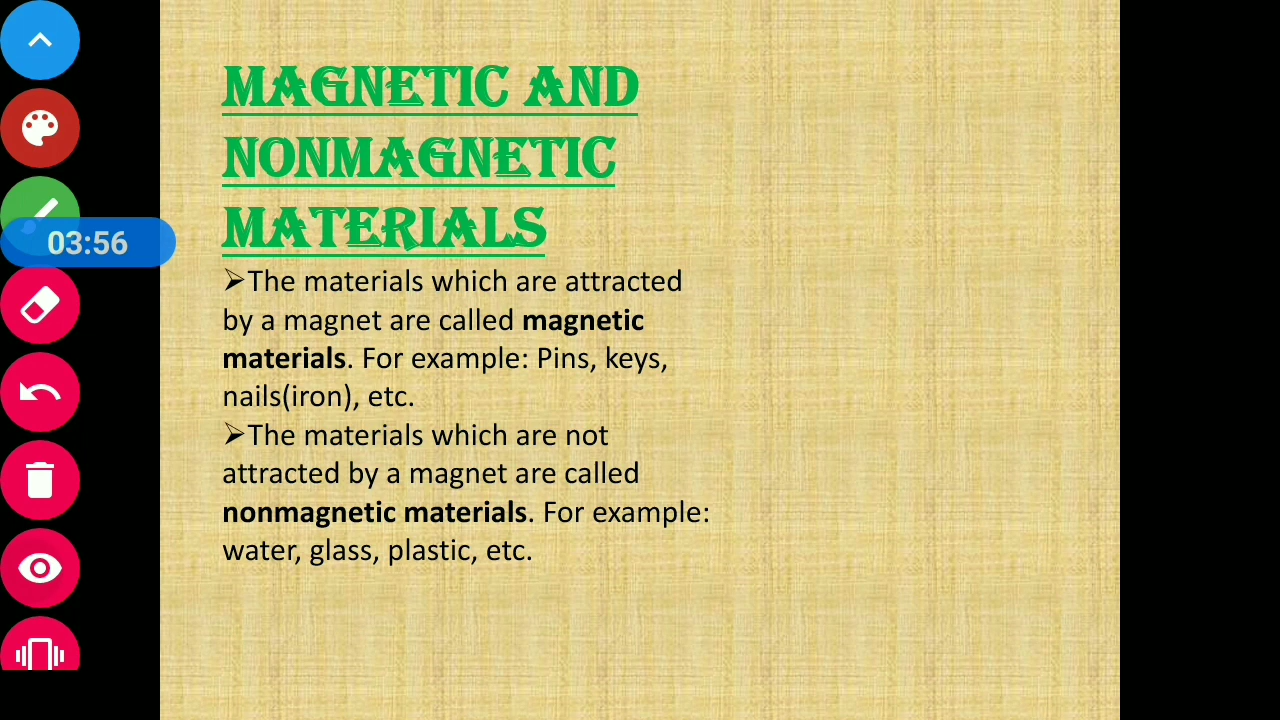 MAGNETIC AND
NONMAGNETIC
MATERIALS
➢The materials which are attracted
by a magnet are called magnetic
materials. For example: Pins, keys,
nails(iron), etc.
➢The materials which are not
attracted by a magnet are called
nonmagnetic materials. For example:
water, glass, plastic, etc.
03:56